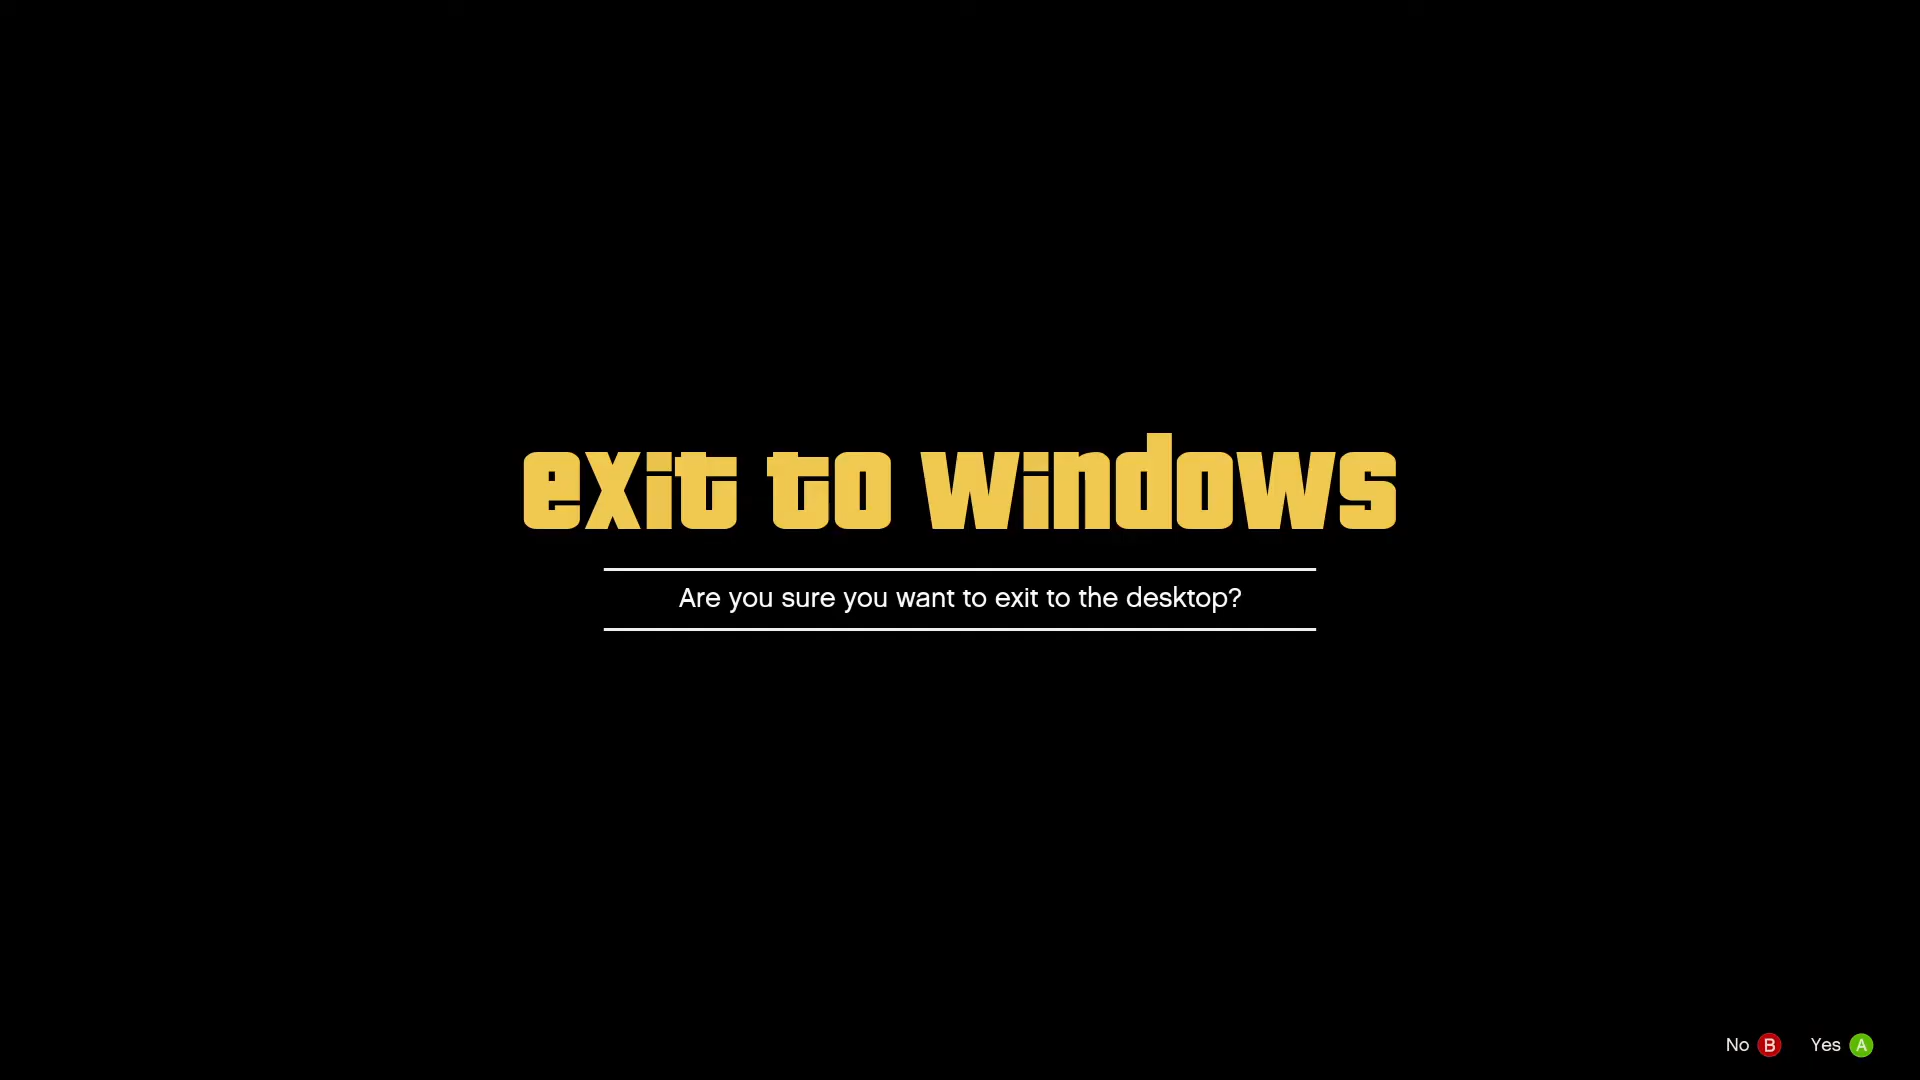 exit to windows
Are you sure you want to exit to the desktop?
No B Yes A